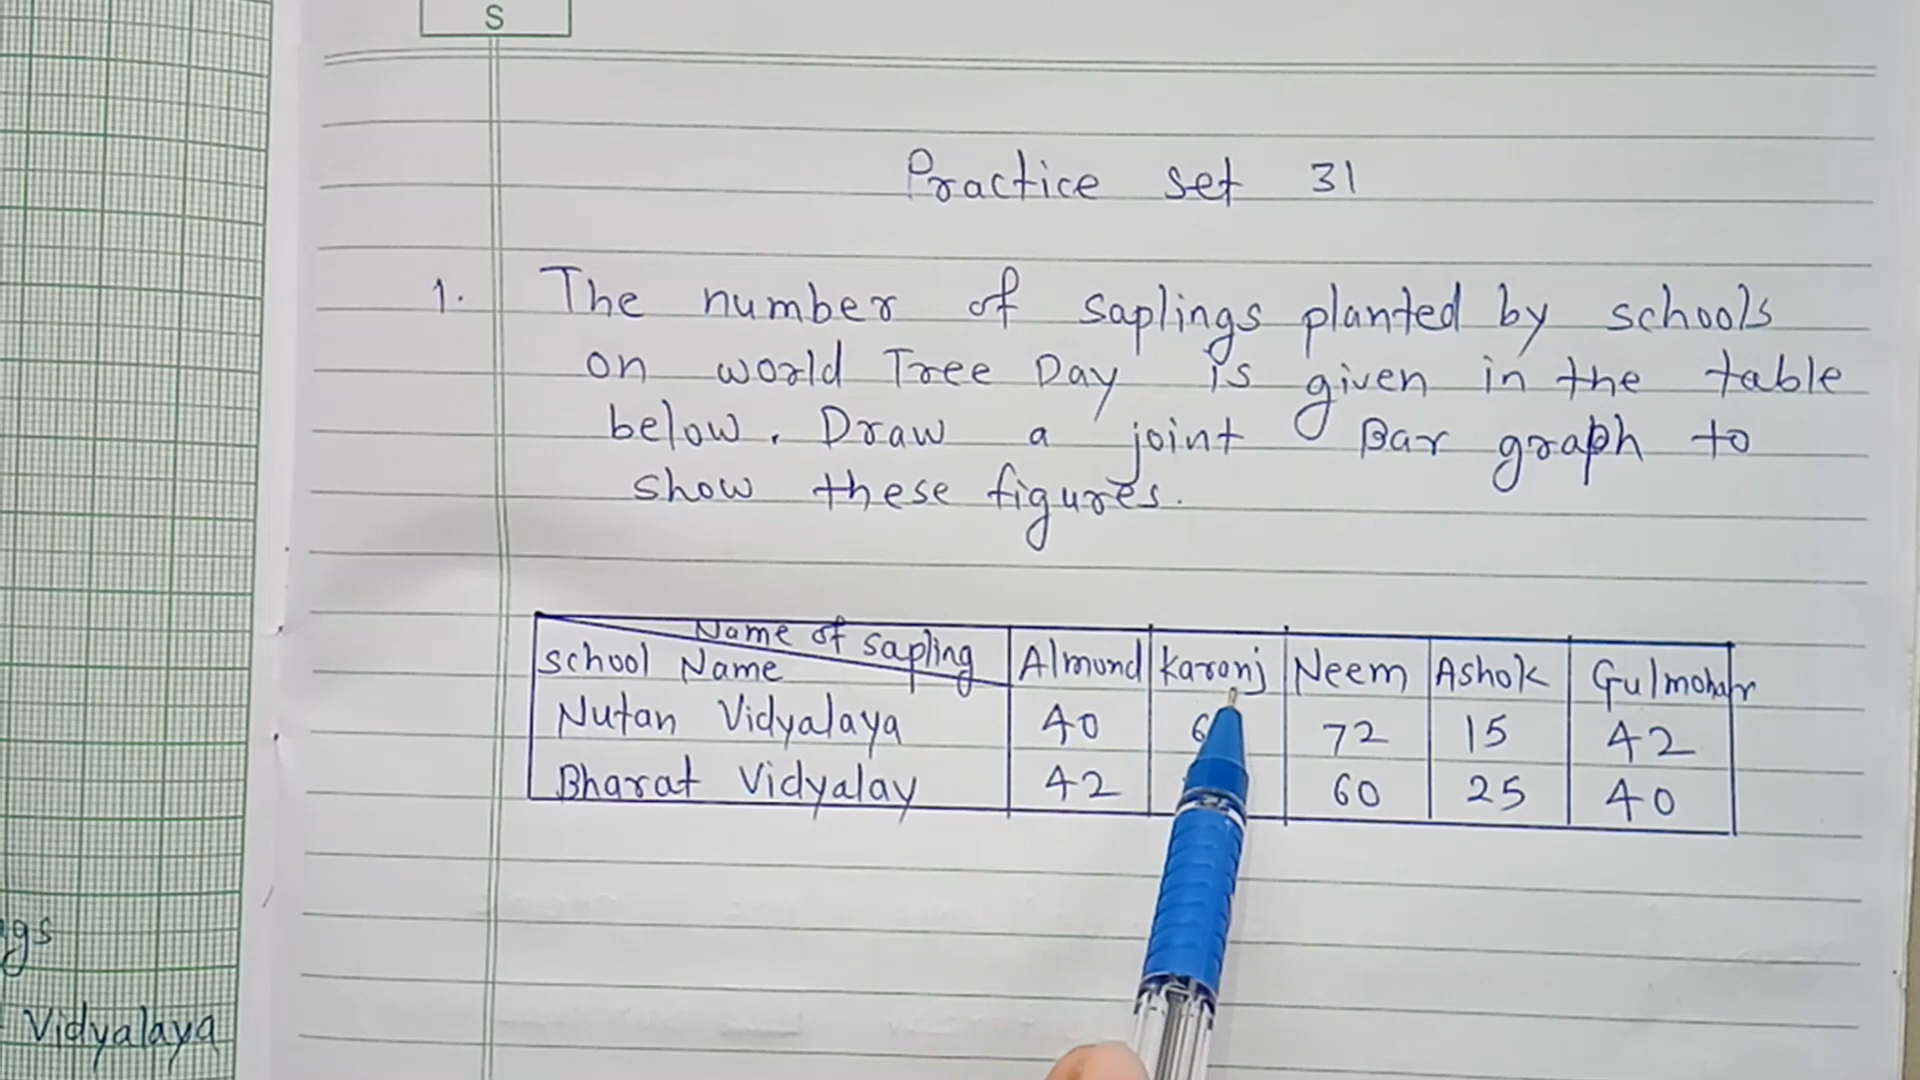 S
Practice set 31
1. The number of saplings planted by schools
on world Tree Day is given in the table
below. Draw a joint Bar graph to
show these figures.
Name of sapling
School Name Almond Karanj Neem Ashok Gulmohar
Nutan Vidyalaya 40 72 15 42
Bharat Vidyalay 42 60 25 40
gs
Vidyalaya